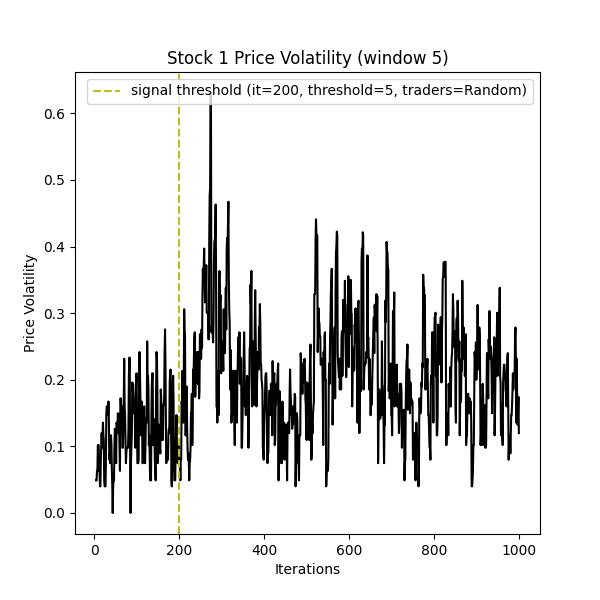 Stock 1 Price Volatility (window 5)
signal threshold (it=200, threshold=5, traders=Random)
0.6
0.5
0.4
0.3
0.2
0.1
0.0
Price Volatility
0 200 400 600 800 1000
Iterations